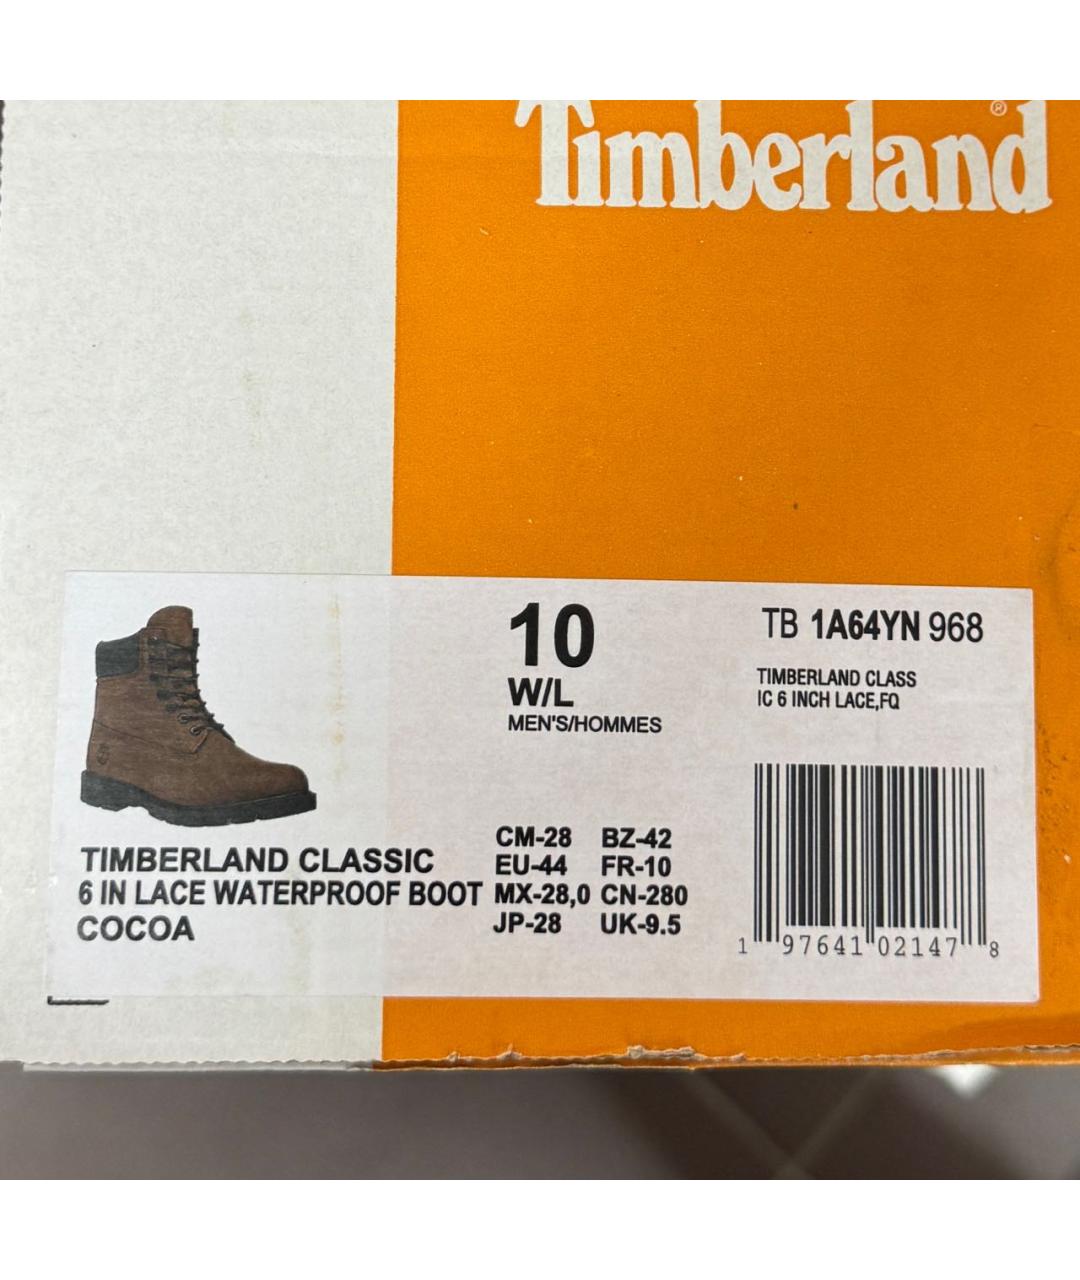 Timberland®
10
W/L
MEN'S/HOMMES
TB 1A64YN 968
TIMBERLAND CLASS
IC 6 INCH LACE,FQ
TIMBERLAND CLASSIC
6 IN LACE WATERPROOF BOOT
COCOA
CM-28 BZ-42
EU-44 FR-10
MX-28,0 CN-280
JP-28 UK-9.5
1 97641 02147 8